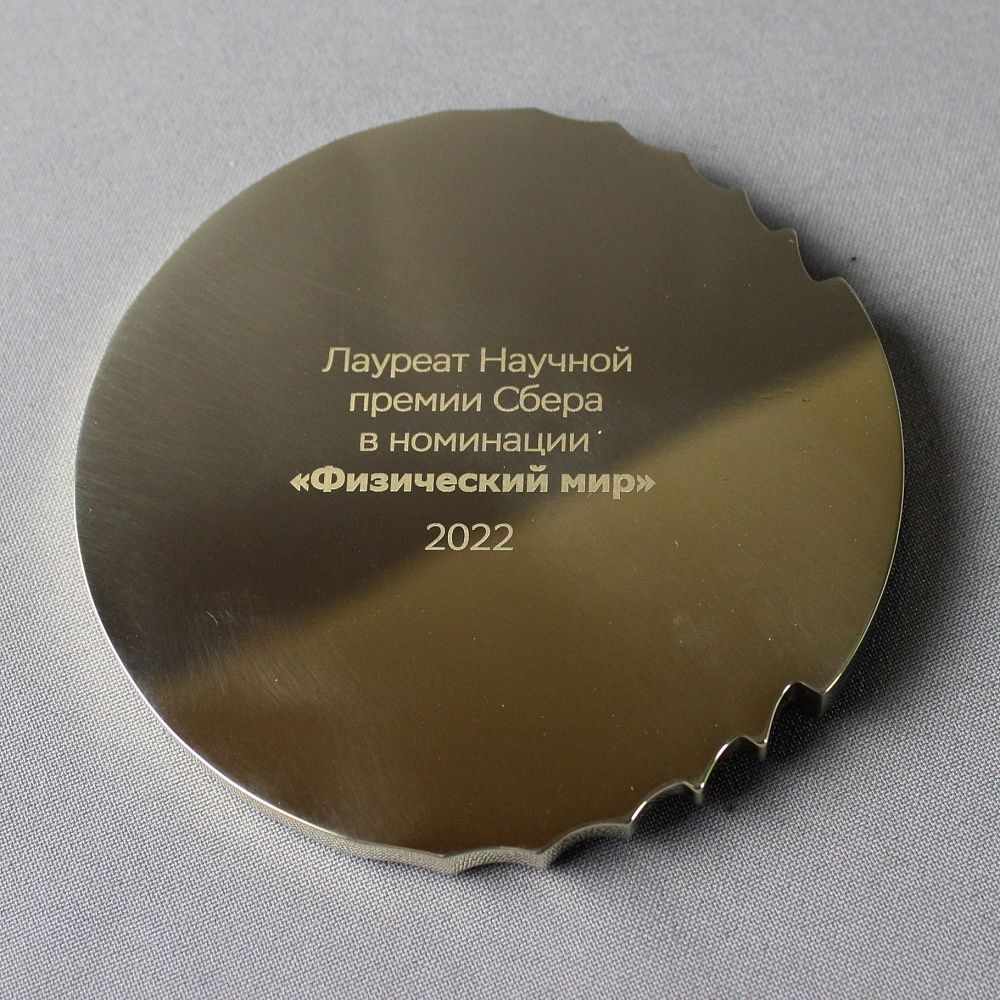 Лауреат Научной
премии Сбера
в номинации
«Физический мир»
2022